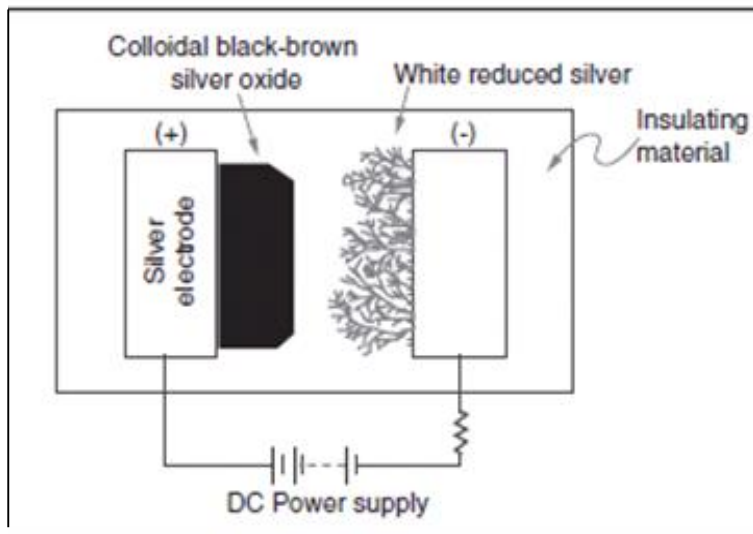 Colloidal black-brown
silver oxide
White reduced silver
Insulating
material
(+)
(-)
Silver
electrode
DC Power supply